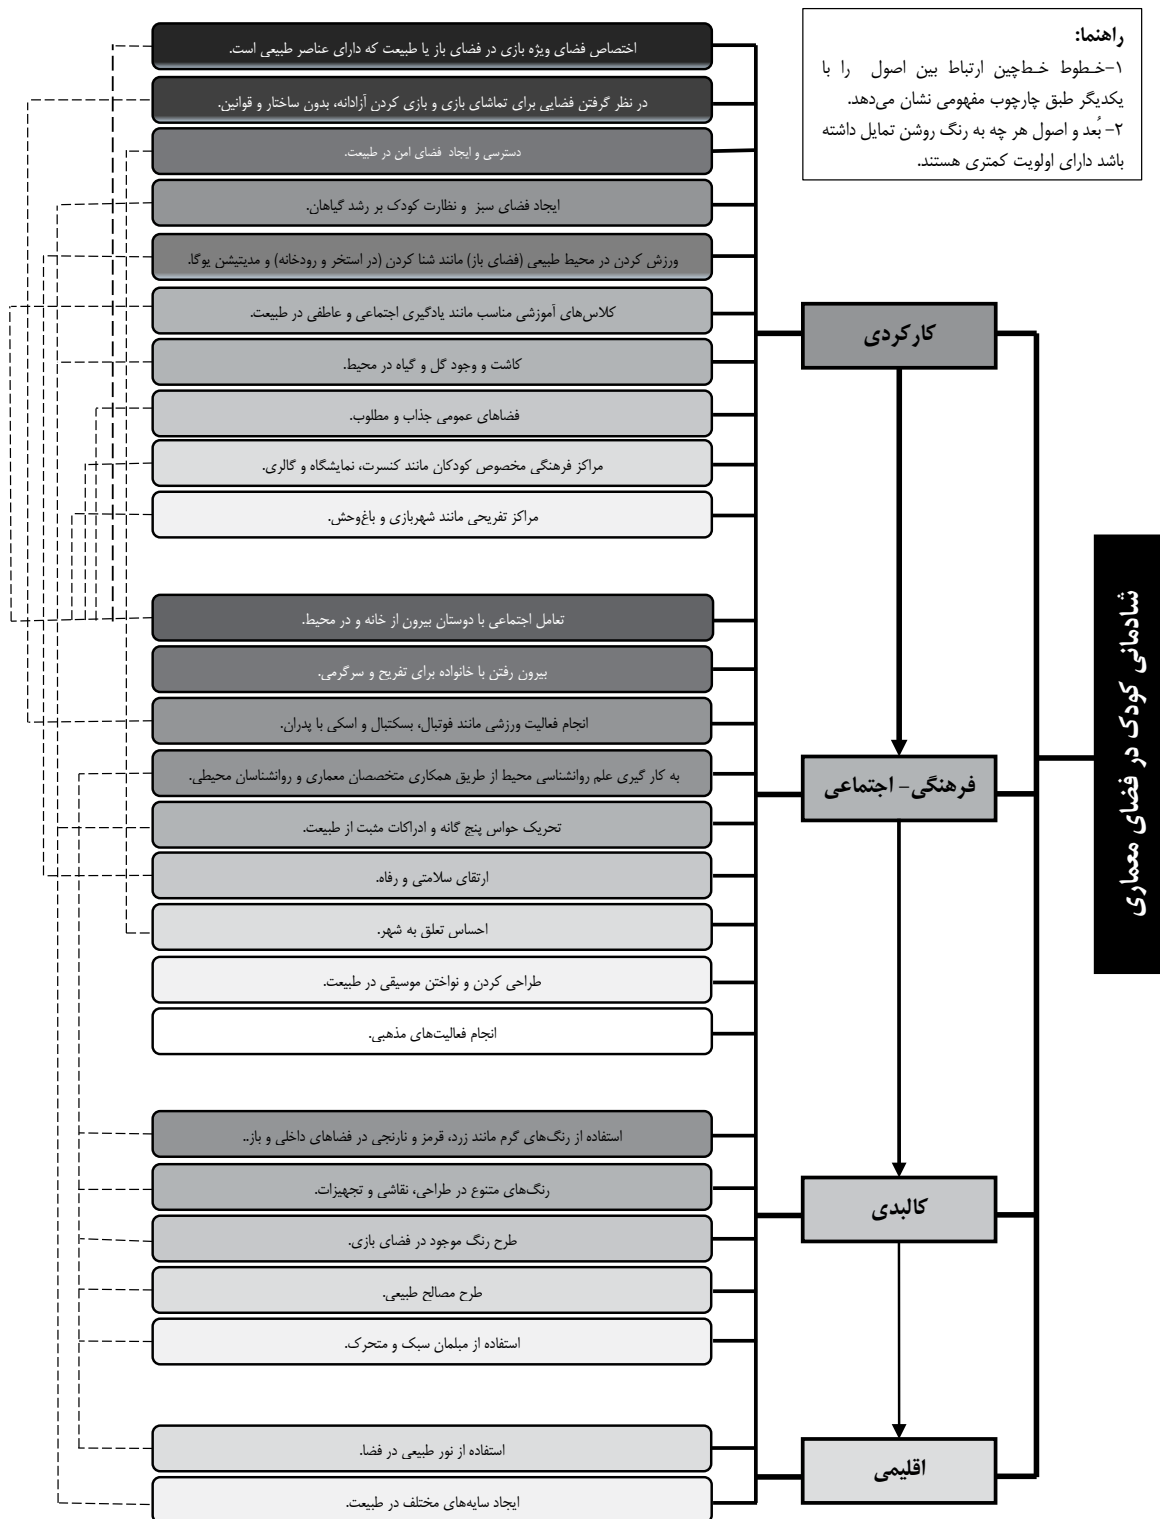 راهنما:
۱-خطوط خط‌چین ارتباط بین اصول را با
یکدیگر طبق چارچوب مفهومی نشان می‌دهد.
۲- بُعد و اصول هر چه به رنگ روشن تمایل داشته
باشد دارای اولویت کمتری هستند.
شادمانی کودک در فضای معماری
کارکردی
اختصاص فضای ویژه بازی در فضای باز یا طبیعت که دارای عناصر طبیعی است.
در نظر گرفتن فضایی برای تماشای بازی و بازی کردن آزادانه، بدون ساختار و قوانین.
دسترسی و ایجاد فضای امن در طبیعت.
ایجاد فضای سبز و نظارت کودک بر رشد گیاهان.
ورزش کردن در محیط طبیعی (فضای باز) مانند شنا کردن (در استخر و رودخانه) و مدیتیشن یوگا.
کلاس‌های آموزشی مناسب مانند یادگیری اجتماعی و عاطفی در طبیعت.
کاشت و وجود گل و گیاه در محیط.
فضاهای عمومی جذاب و مطلوب.
مراکز فرهنگی مخصوص کودکان مانند کنسرت، نمایشگاه و گالری.
مراکز تفریحی مانند شهربازی و باغ‌وحش.
فرهنگی- اجتماعی
تعامل اجتماعی با دوستان بیرون از خانه و در محیط.
بیرون رفتن با خانواده برای تفریح و سرگرمی.
انجام فعالیت ورزشی مانند فوتبال، بسکتبال و اسکی با پدران.
به کار گیری علم روانشناسی محیط از طریق همکاری متخصصان معماری و روانشناسان محیطی.
تحریک حواس پنج گانه و ادراکات مثبت از طبیعت.
ارتقای سلامتی و رفاه.
احساس تعلق به شهر.
طراحی کردن و نواختن موسیقی در طبیعت.
انجام فعالیت‌های مذهبی.
کالبدی
استفاده از رنگ‌های گرم مانند زرد، قرمز و نارنجی در فضاهای داخلی و باز..
رنگ‌های متنوع در طراحی، نقاشی و تجهیزات.
طرح رنگ موجود در فضای بازی.
طرح مصالح طبیعی.
استفاده از مبلمان سبک و متحرک.
اقلیمی
استفاده از نور طبیعی در فضا.
ایجاد سایه‌های مختلف در طبیعت.